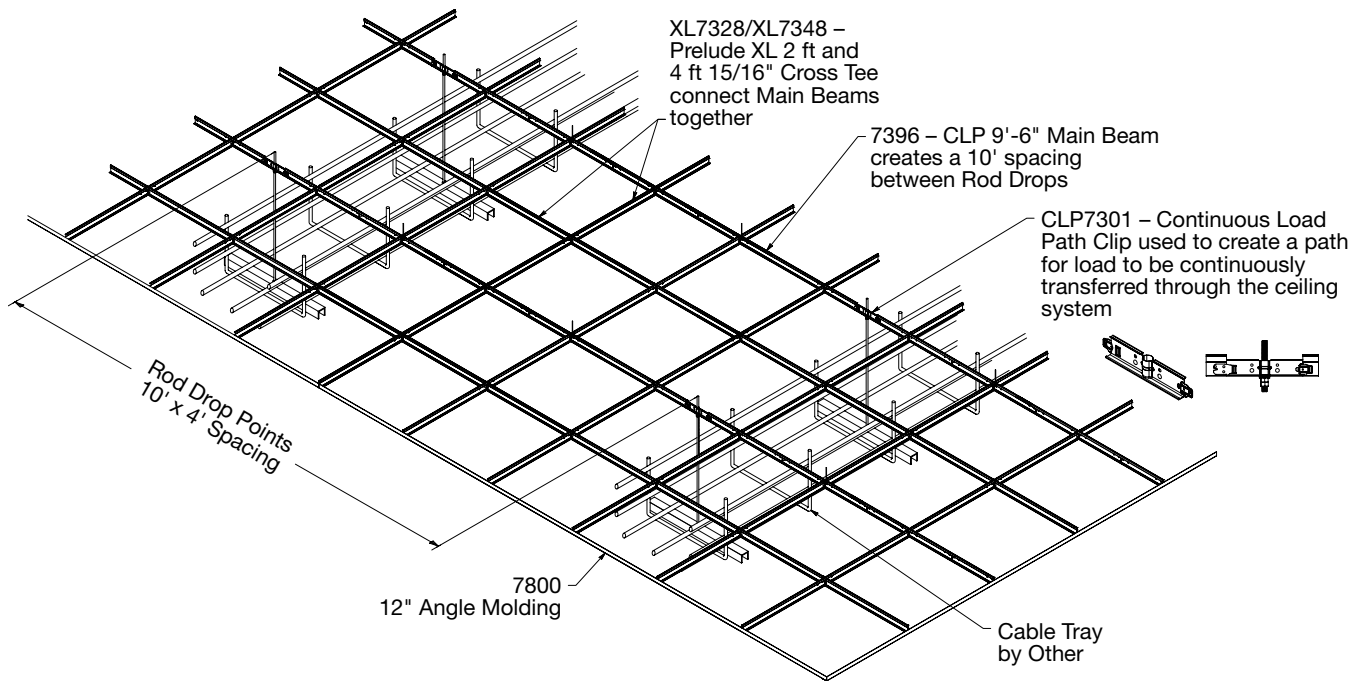 XL7328/XL7348 –
Prelude XL 2 ft and
4 ft 15/16" Cross Tee
connect Main Beams
together
7396 – CLP 9'-6" Main Beam
creates a 10' spacing
between Rod Drops
CLP7301 – Continuous Load
Path Clip used to create a path
for load to be continuously
transferred through the ceiling
system
Rod Drop Points
10' x 4' Spacing
7800
12" Angle Molding
Cable Tray
by Other